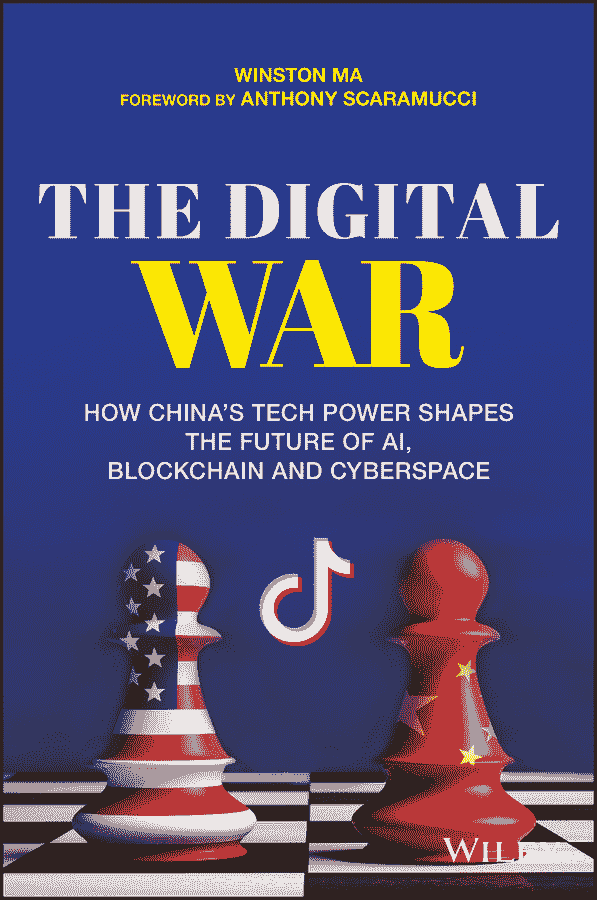 WINSTON MA
FOREWORD BY ANTHONY SCARAMUCCI
THE DIGITAL
WAR
HOW CHINA'S TECH POWER SHAPES
THE FUTURE OF AI,
BLOCKCHAIN AND CYBERSPACE
WILEY